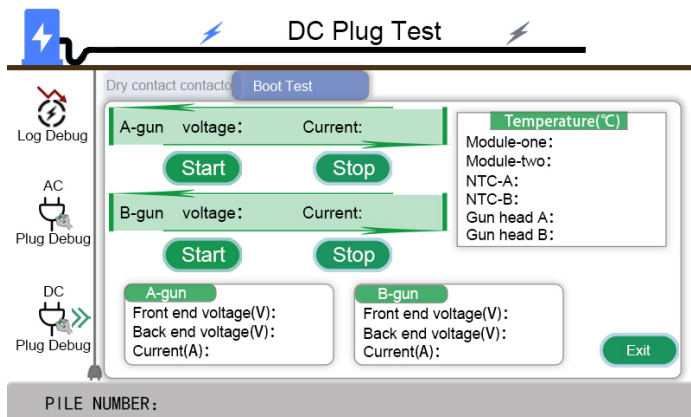 DC Plug Test
Dry contact contacto
Boot Test
Log Debug
AC
Plug Debug
DC
Plug Debug
A-gun voltage: Current:
Start Stop
B-gun voltage: Current:
Start Stop
Temperature(℃)
Module-one:
Module-two:
NTC-A:
NTC-B:
Gun head A:
Gun head B:
A-gun
Front end voltage(V):
Back end voltage(V):
Current(A):
B-gun
Front end voltage(V):
Back end voltage(V):
Current(A):
Exit
PILE NUMBER: